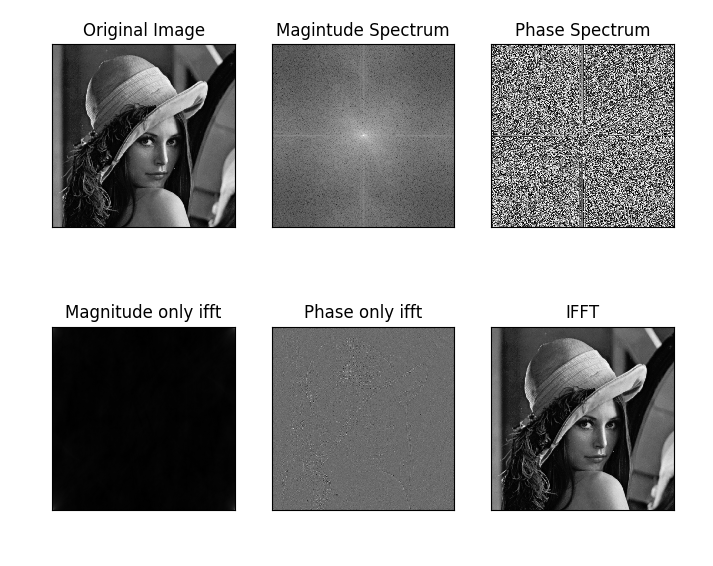 Original Image
Magintude Spectrum
Phase Spectrum
Magnitude only ifft
Phase only ifft
IFFT